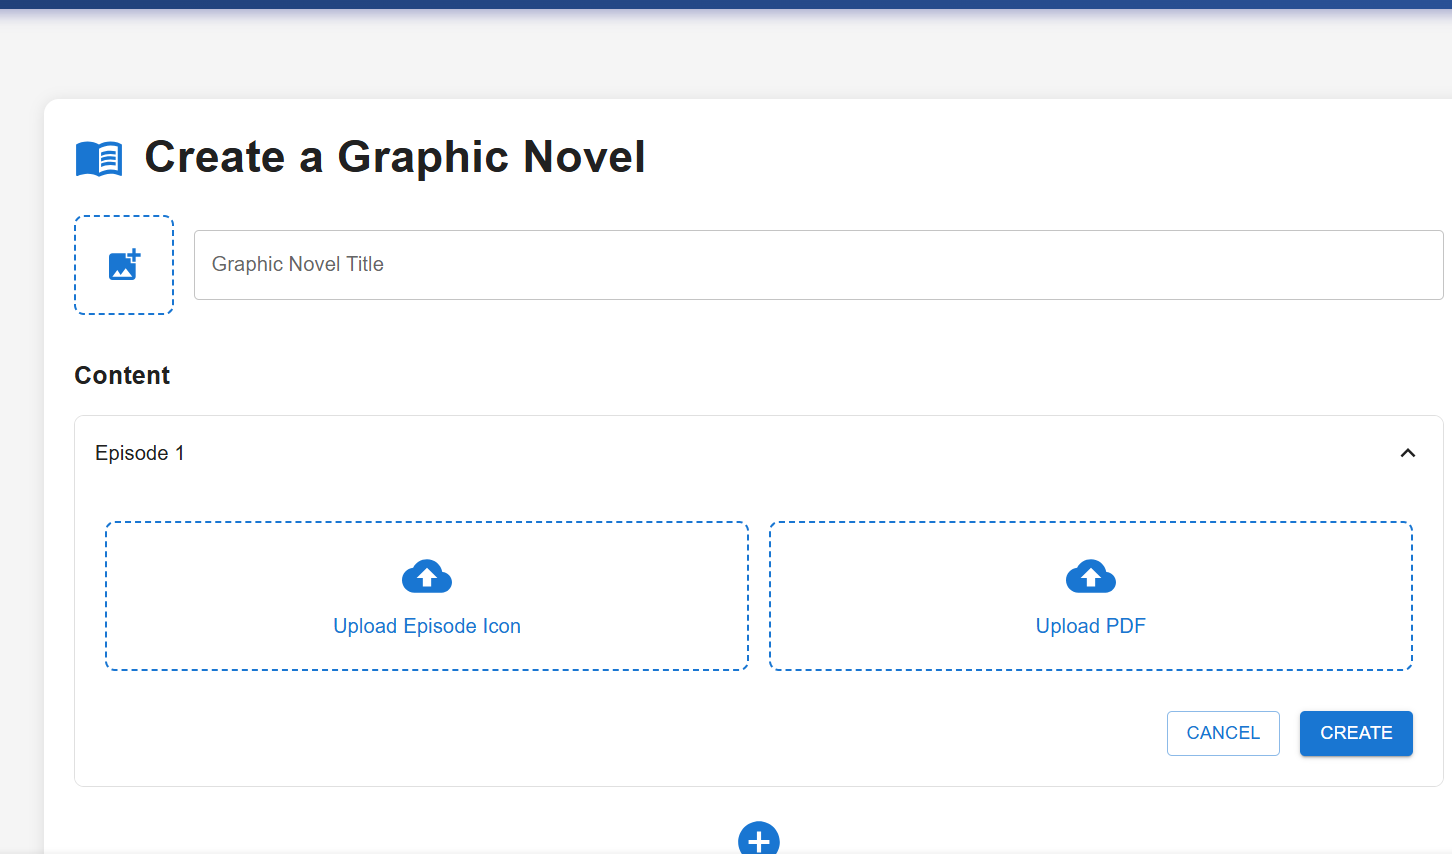 Create a Graphic Novel
Graphic Novel Title
Content
Episode 1
Upload Episode Icon
Upload PDF
CANCEL
CREATE